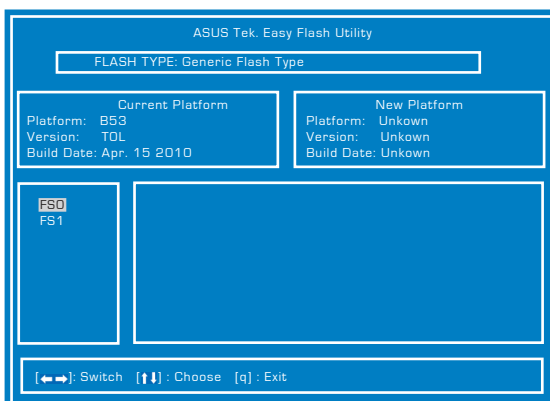 ASUS Tek. Easy Flash Utility
FLASH TYPE: Generic Flash Type
Current Platform
Platform: B53
Version: TOL
Build Date: Apr. 15 2010
New Platform
Platform: Unkown
Version: Unkown
Build Date: Unkown
FS0
FS1
[⬅➡]: Switch [⬆⬇] : Choose [q] : Exit